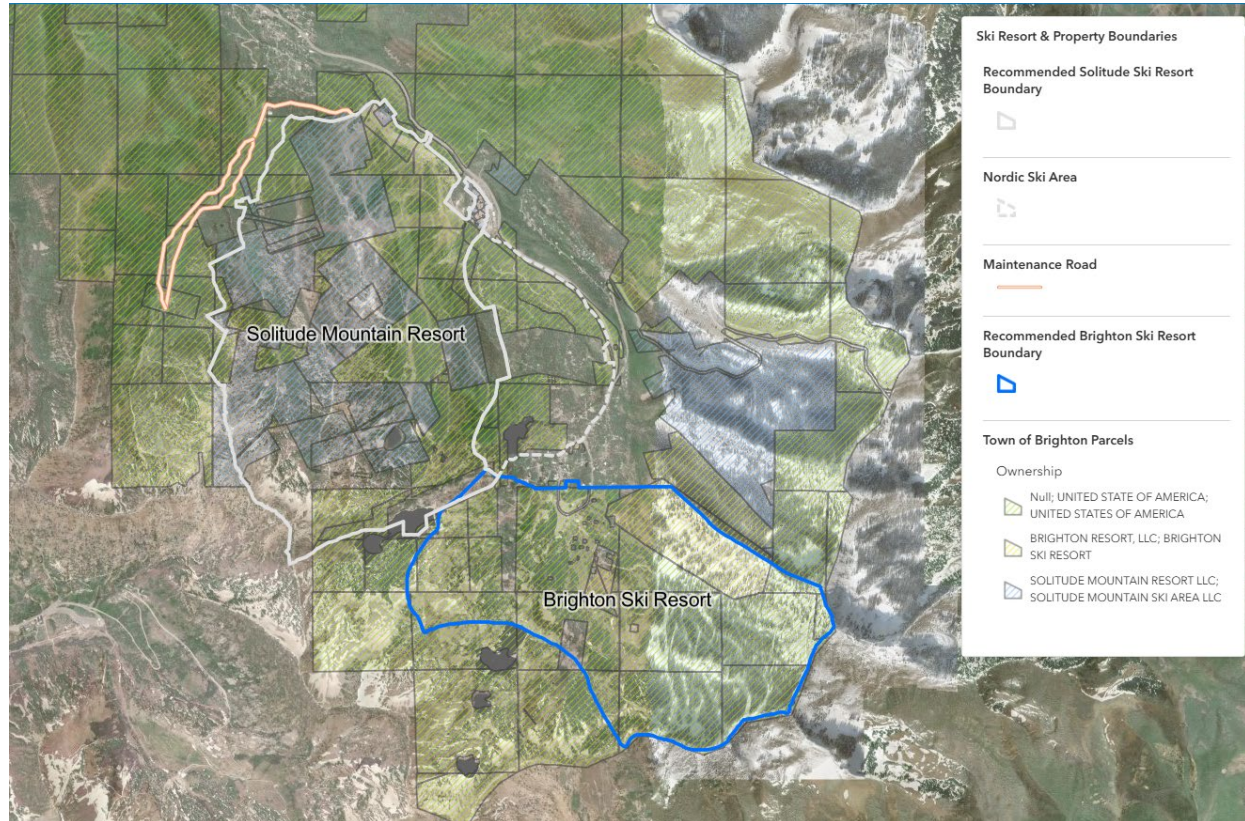 Ski Resort & Property Boundaries
Recommended Solitude Ski Resort
Boundary
Nordic Ski Area
Maintenance Road
Recommended Brighton Ski Resort
Boundary
Town of Brighton Parcels
Ownership
Null; UNITED STATE OF AMERICA;
UNITED STATES OF AMERICA
BRIGHTON RESORT, LLC; BRIGHTON
SKI RESORT
SOLITUDE MOUNTAIN RESORT LLC;
SOLITUDE MOUNTAIN SKI AREA LLC
Solitude Mountain Resort
Brighton Ski Resort